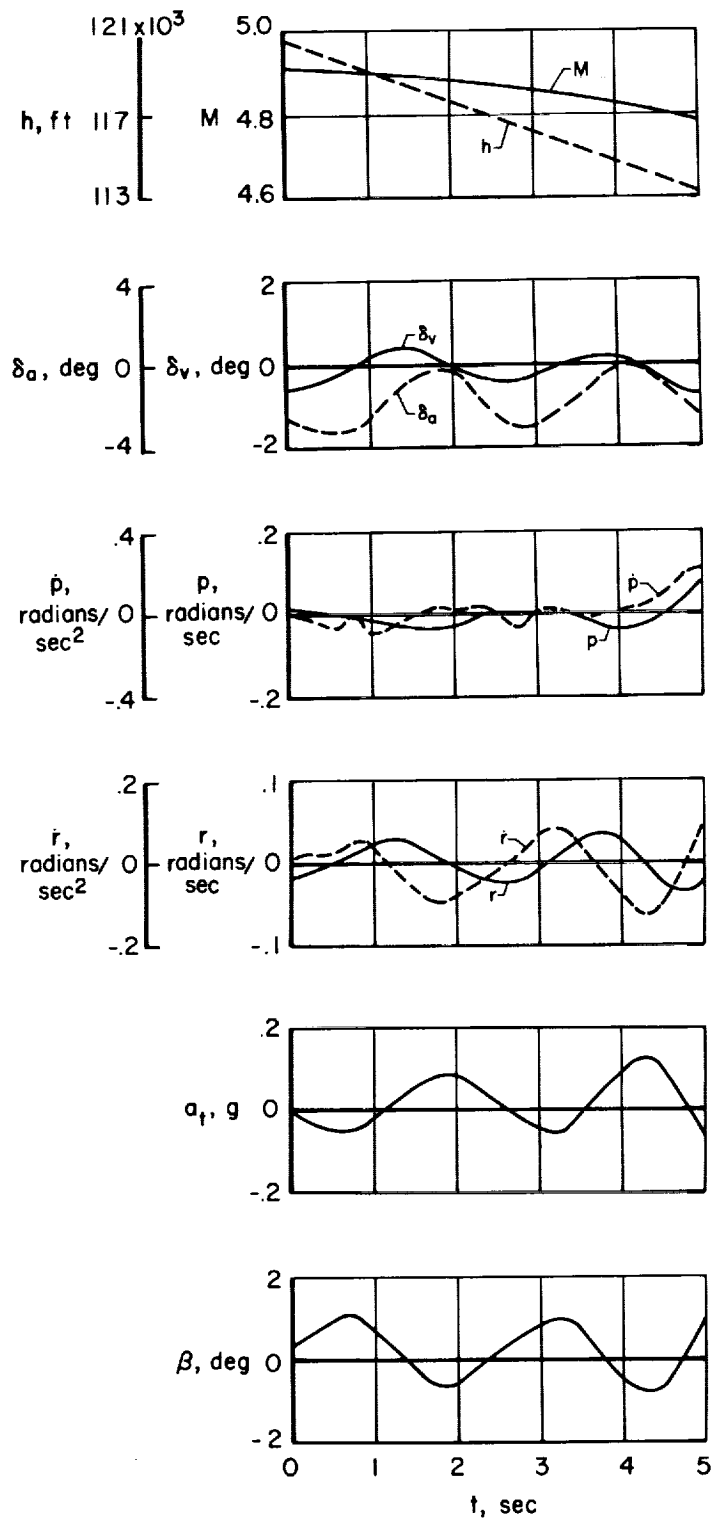 121 x10³ 5.0
h, ft 117 M 4.8
113 4.6
M
h
4 2
δa, deg 0 δv, deg 0
-4 -2
δv
δa
.4 .2
ṗ, p,
radians/ 0 radians/ 0
sec² sec
-.4 -.2
ṗ
p
.2 .1
ṙ, r,
radians/ 0 radians/ 0
sec² sec
-.2 -.1
ṙ
r
.2
aₜ, g 0
-.2
2
β, deg 0
-2
0 1 2 3 4 5
t, sec